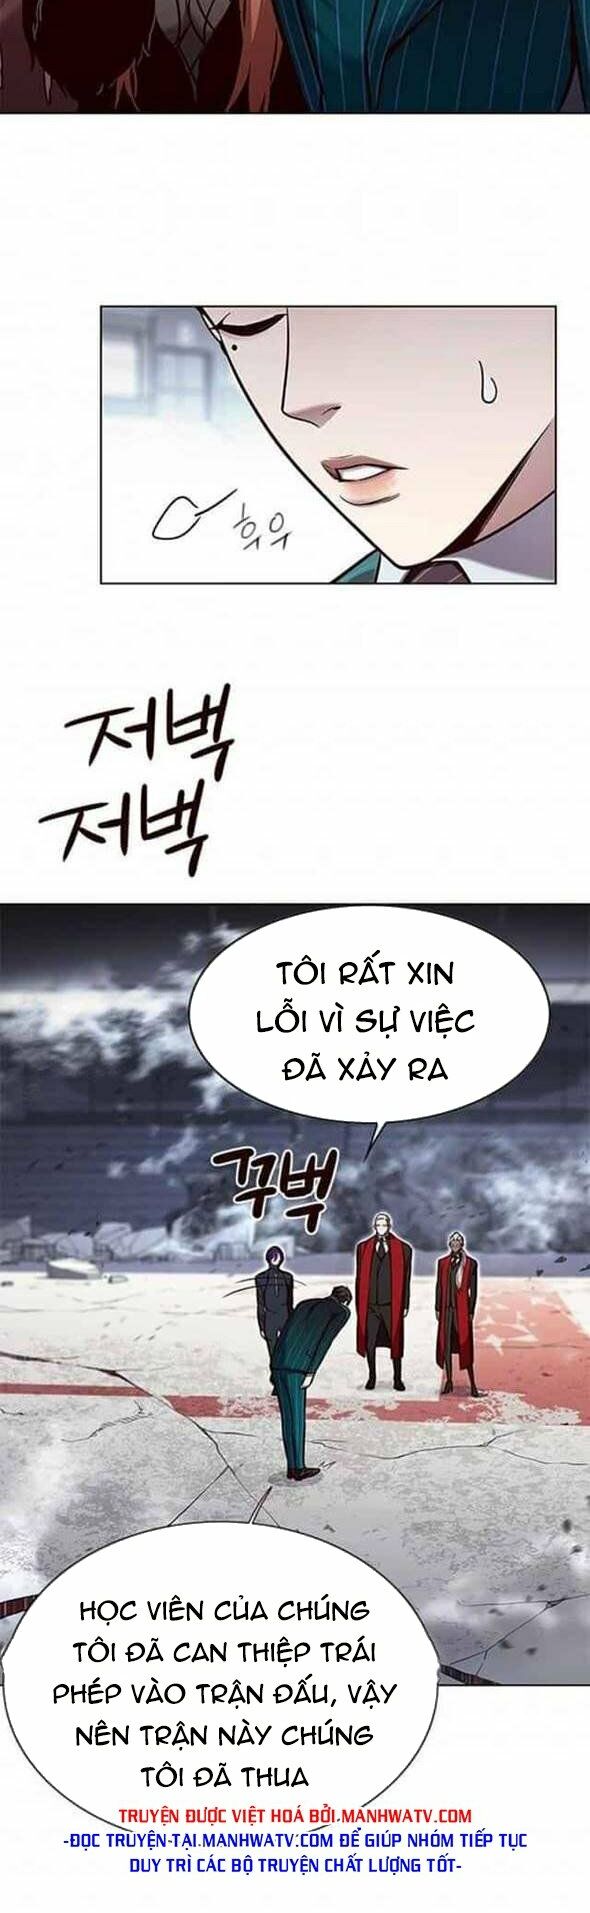 후우
저벅
저벅
TÔI RẤT XIN
LỖI VÌ SỰ VIỆC
ĐÃ XẢY RA
꾸벅
HỌC VIÊN CỦA CHÚNG
TÔI ĐÃ CAN THIỆP TRÁI
PHÉP VÀO TRẬN ĐẤU, VẬY
NÊN TRẬN NÀY CHÚNG
TÔI ĐÃ THUA
TRUYỆN ĐƯỢC VIỆT HOÁ BỞI MANHWATV.COM
-ĐỌC TRUYỆN TẠI MANHWATV.COM ĐỂ GIÚP NHÓM TIẾP TỤC
DUY TRÌ CÁC BỘ TRUYỆN CHẤT LƯỢNG TỐT-